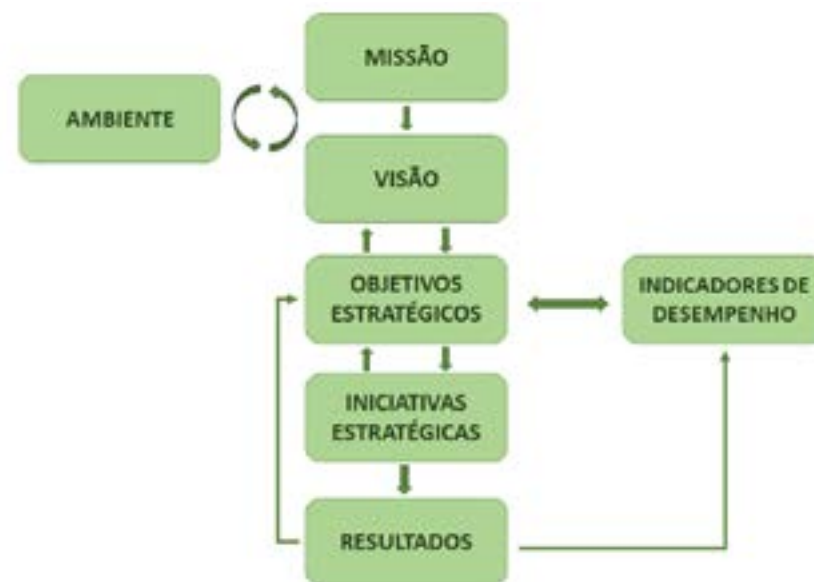 MISSÃO
AMBIENTE
VISÃO
OBJETIVOS
ESTRATÉGICOS
INDICADORES DE
DESEMPENHO
INICIATIVAS
ESTRATÉGICAS
RESULTADOS